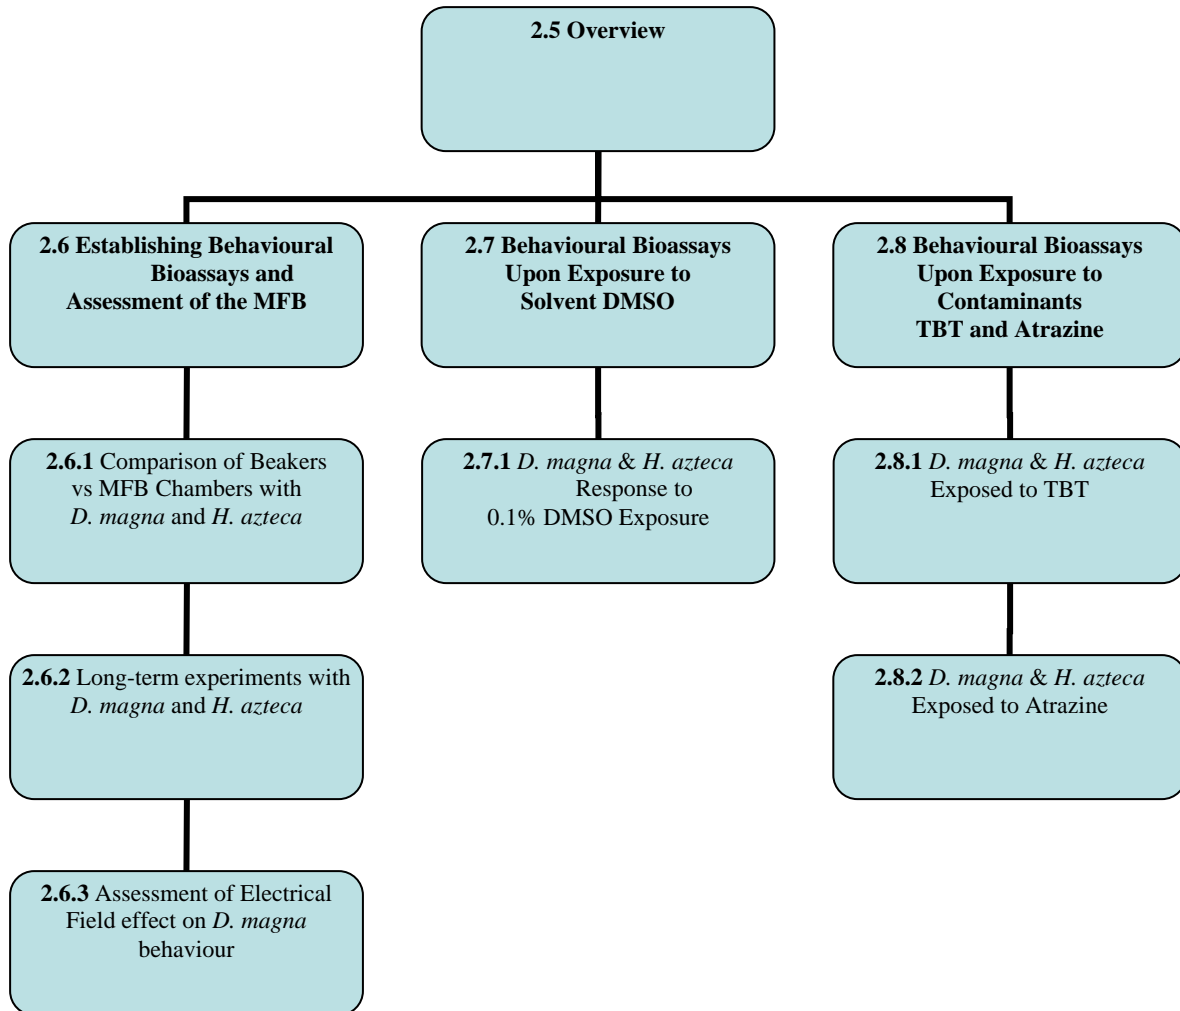 2.5 Overview
2.6 Establishing Behavioural
Bioassays and
Assessment of the MFB
2.7 Behavioural Bioassays
Upon Exposure to
Solvent DMSO
2.8 Behavioural Bioassays
Upon Exposure to
Contaminants
TBT and Atrazine
2.6.1 Comparison of Beakers
vs MFB Chambers with
D. magna and H. azteca
2.7.1 D. magna & H. azteca
Response to
0.1% DMSO Exposure
2.8.1 D. magna & H. azteca
Exposed to TBT
2.6.2 Long-term experiments with
D. magna and H. azteca
2.8.2 D. magna & H. azteca
Exposed to Atrazine
2.6.3 Assessment of Electrical
Field effect on D. magna
behaviour